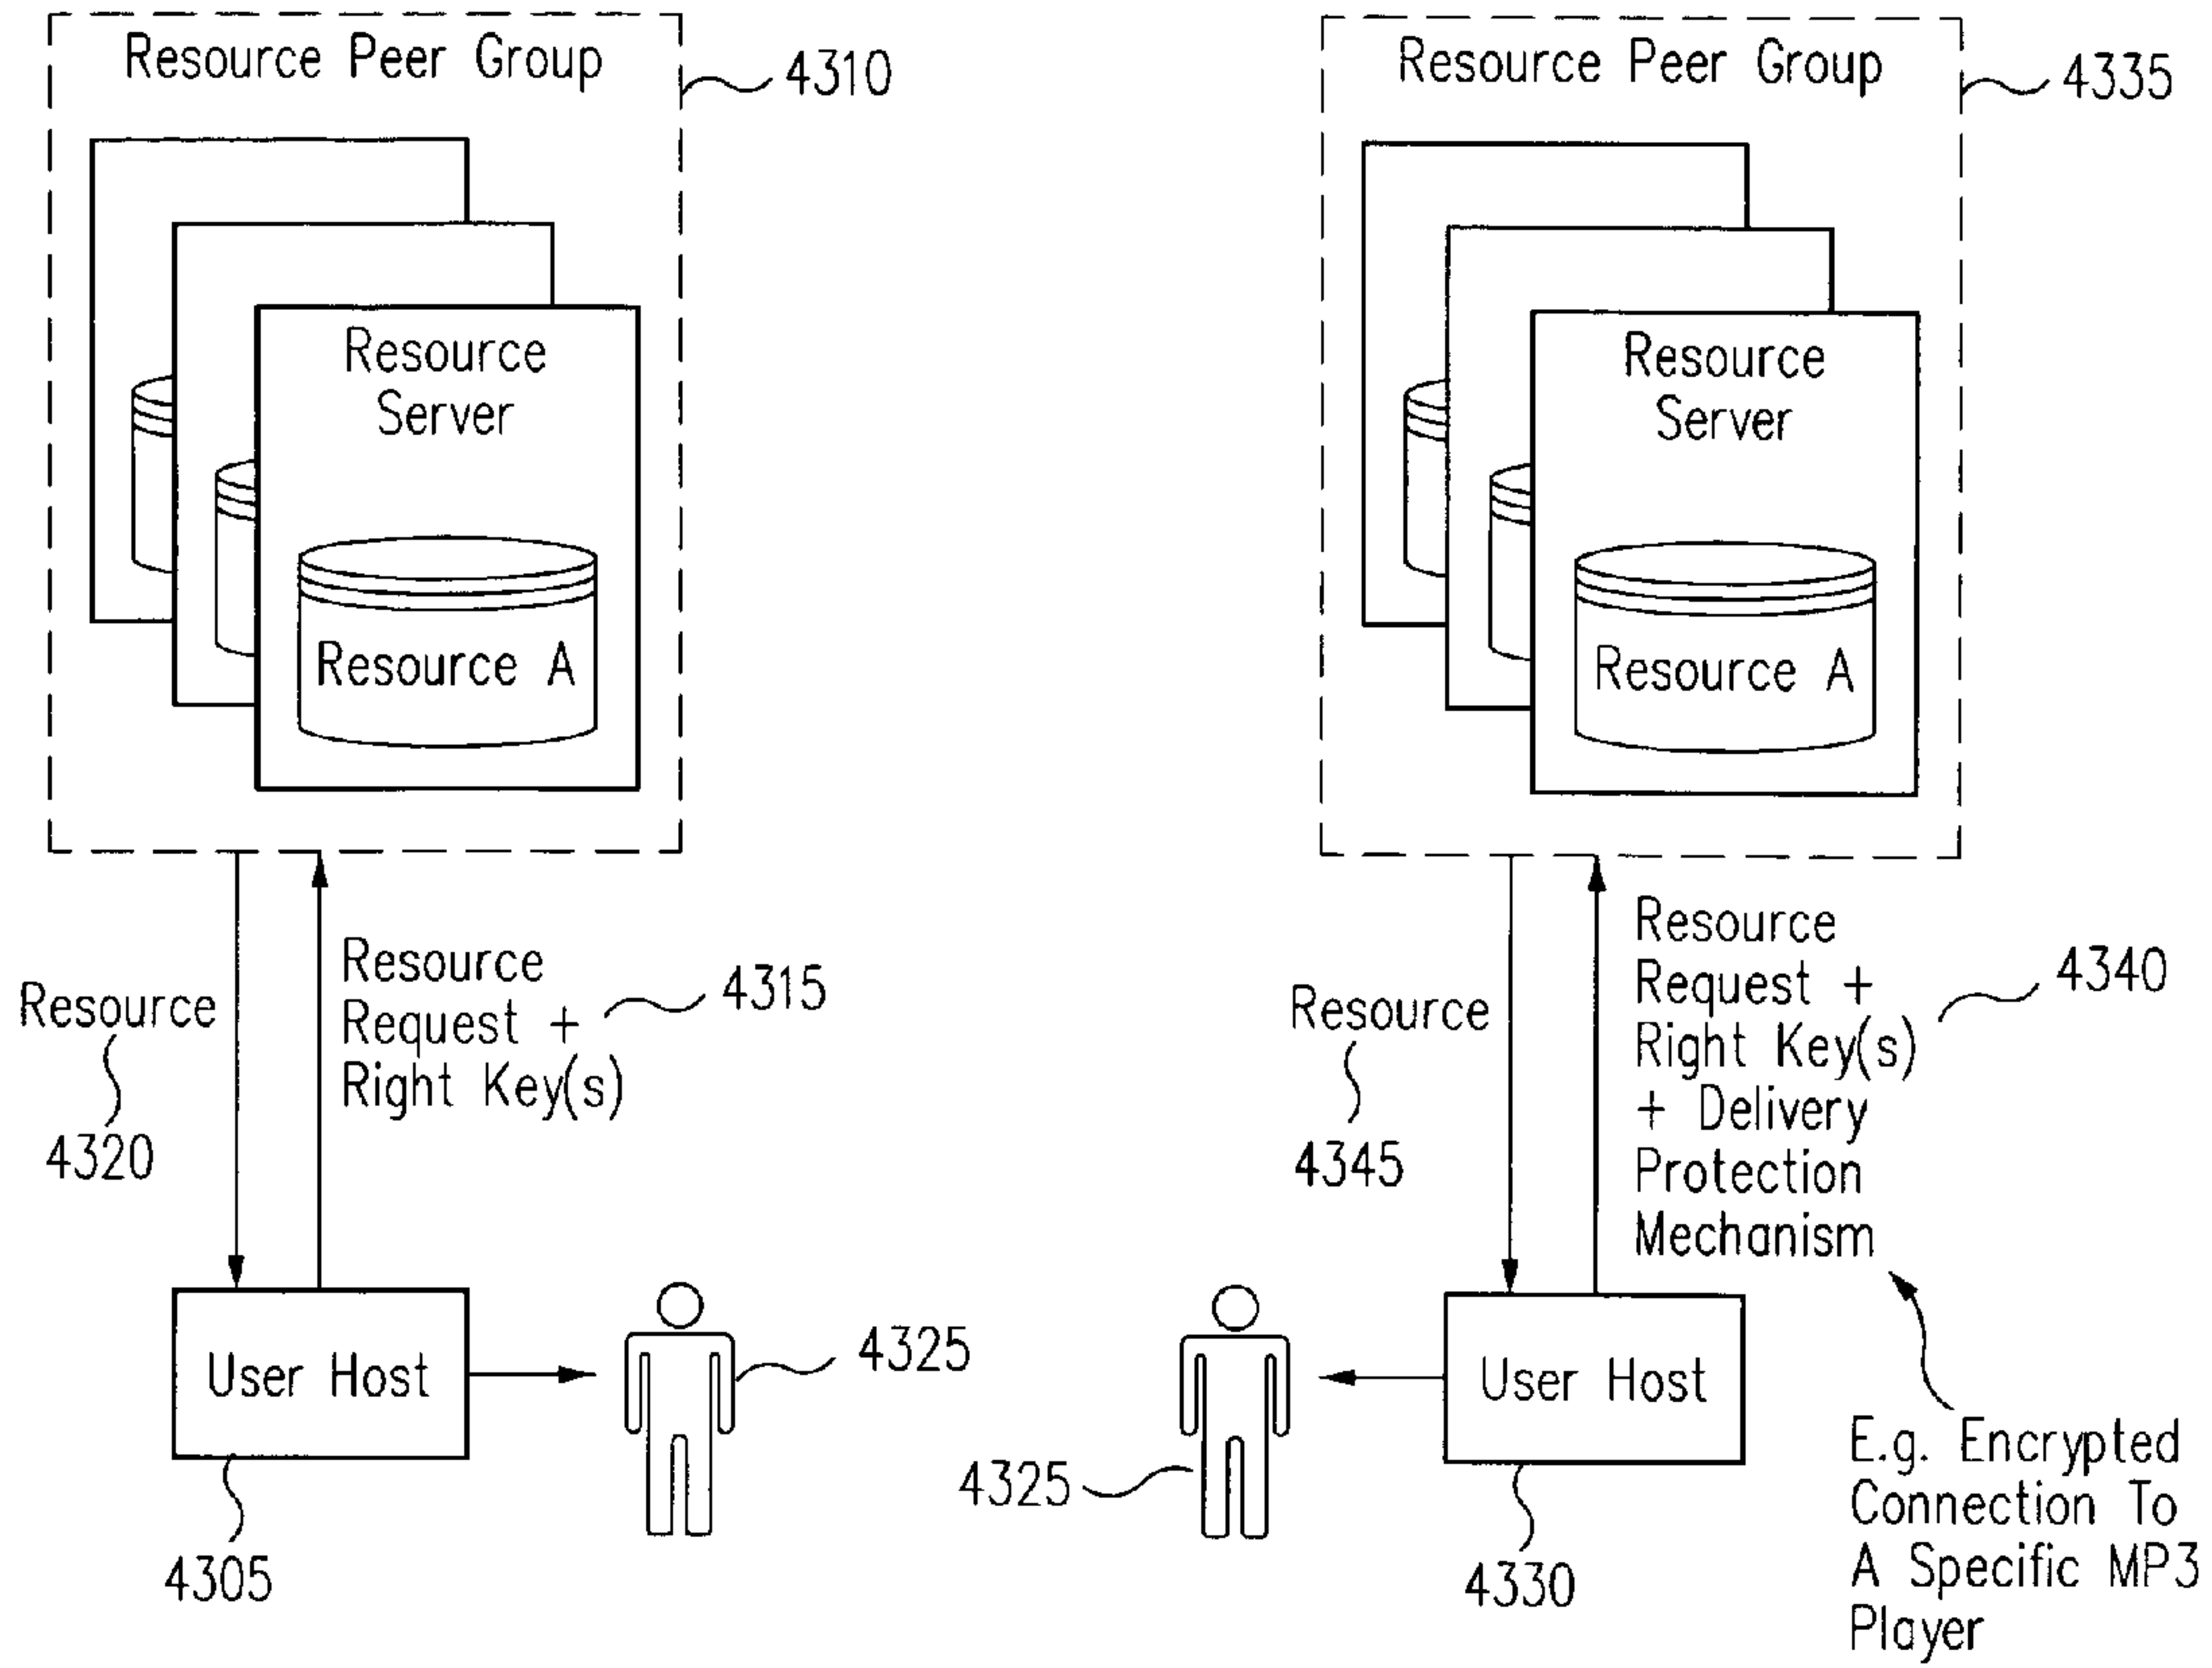 Resource Peer Group
4310
Resource
Server
Resource A
Resource
4320
Resource
Request +
Right Key(s)
4315
User Host
4305
4325
Resource Peer Group
4335
Resource
Server
Resource A
Resource
4345
Resource
Request +
Right Key(s)
+ Delivery
Protection
Mechanism
4340
4325
User Host
4330
E.g. Encrypted
Connection To
A Specific MP3
Player